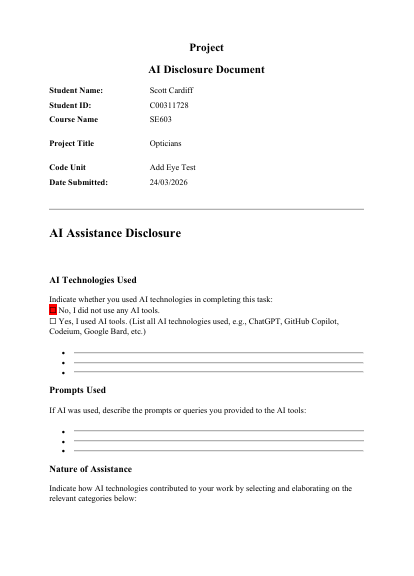 Project
AI Disclosure Document
Student Name: Scott Cardiff
Student ID: C00311728
Course Name SE603
Project Title Opticians
Code Unit Add Eye Test
Date Submitted: 24/03/2026
AI Assistance Disclosure
AI Technologies Used
Indicate whether you used AI technologies in completing this task:
☐ No, I did not use any AI tools.
☐ Yes, I used AI tools. (List all AI technologies used, e.g., ChatGPT, GitHub Copilot,
Codeium, Google Bard, etc.)
•
•
•
Prompts Used
If AI was used, describe the prompts or queries you provided to the AI tools:
•
•
•
Nature of Assistance
Indicate how AI technologies contributed to your work by selecting and elaborating on the
relevant categories below: